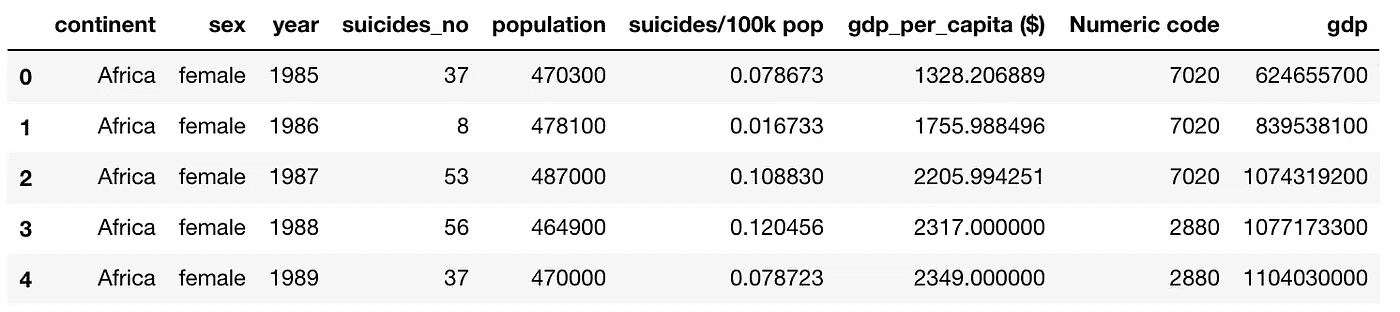 continent sex year suicides_no population suicides/100k pop gdp_per_capita ($) Numeric code gdp
0 Africa female 1985 37 470300 0.078673 1328.206889 7020 624655700
1 Africa female 1986 8 478100 0.016733 1755.988496 7020 839538100
2 Africa female 1987 53 487000 0.108830 2205.994251 7020 1074319200
3 Africa female 1988 56 464900 0.120456 2317.000000 2880 1077173300
4 Africa female 1989 37 470000 0.078723 2349.000000 2880 1104030000